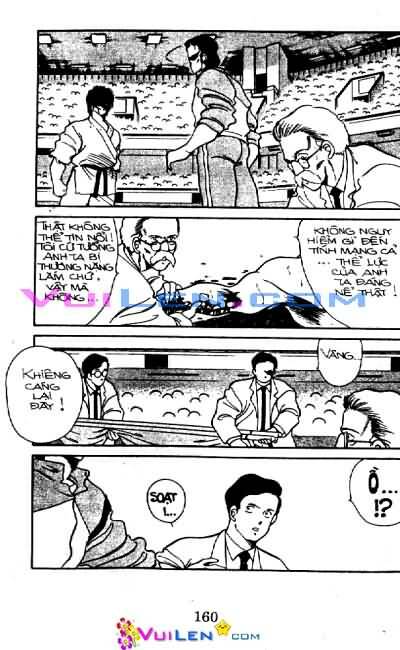 THẬT KHÔNG
THỂ TIN NỔI!
TÔI CỨ TƯỞNG
ANH TA BỊ
THƯƠNG NẶNG
LẮM CHỨ,
VẬY MÀ
KHÔNG...
KHÔNG NGUY
HIỂM GÌ ĐẾN
TÍNH MẠNG CẢ
... THỂ LỰC
CỦA ANH
TA ĐÁNG
NỂ THẬT!
VUILEN.COM
VÂNG...
KHIÊNG
CÁNG
LẠI
ĐÂY!
SOẠT
!...
Ồ...
!?
160
VUILEN.COM